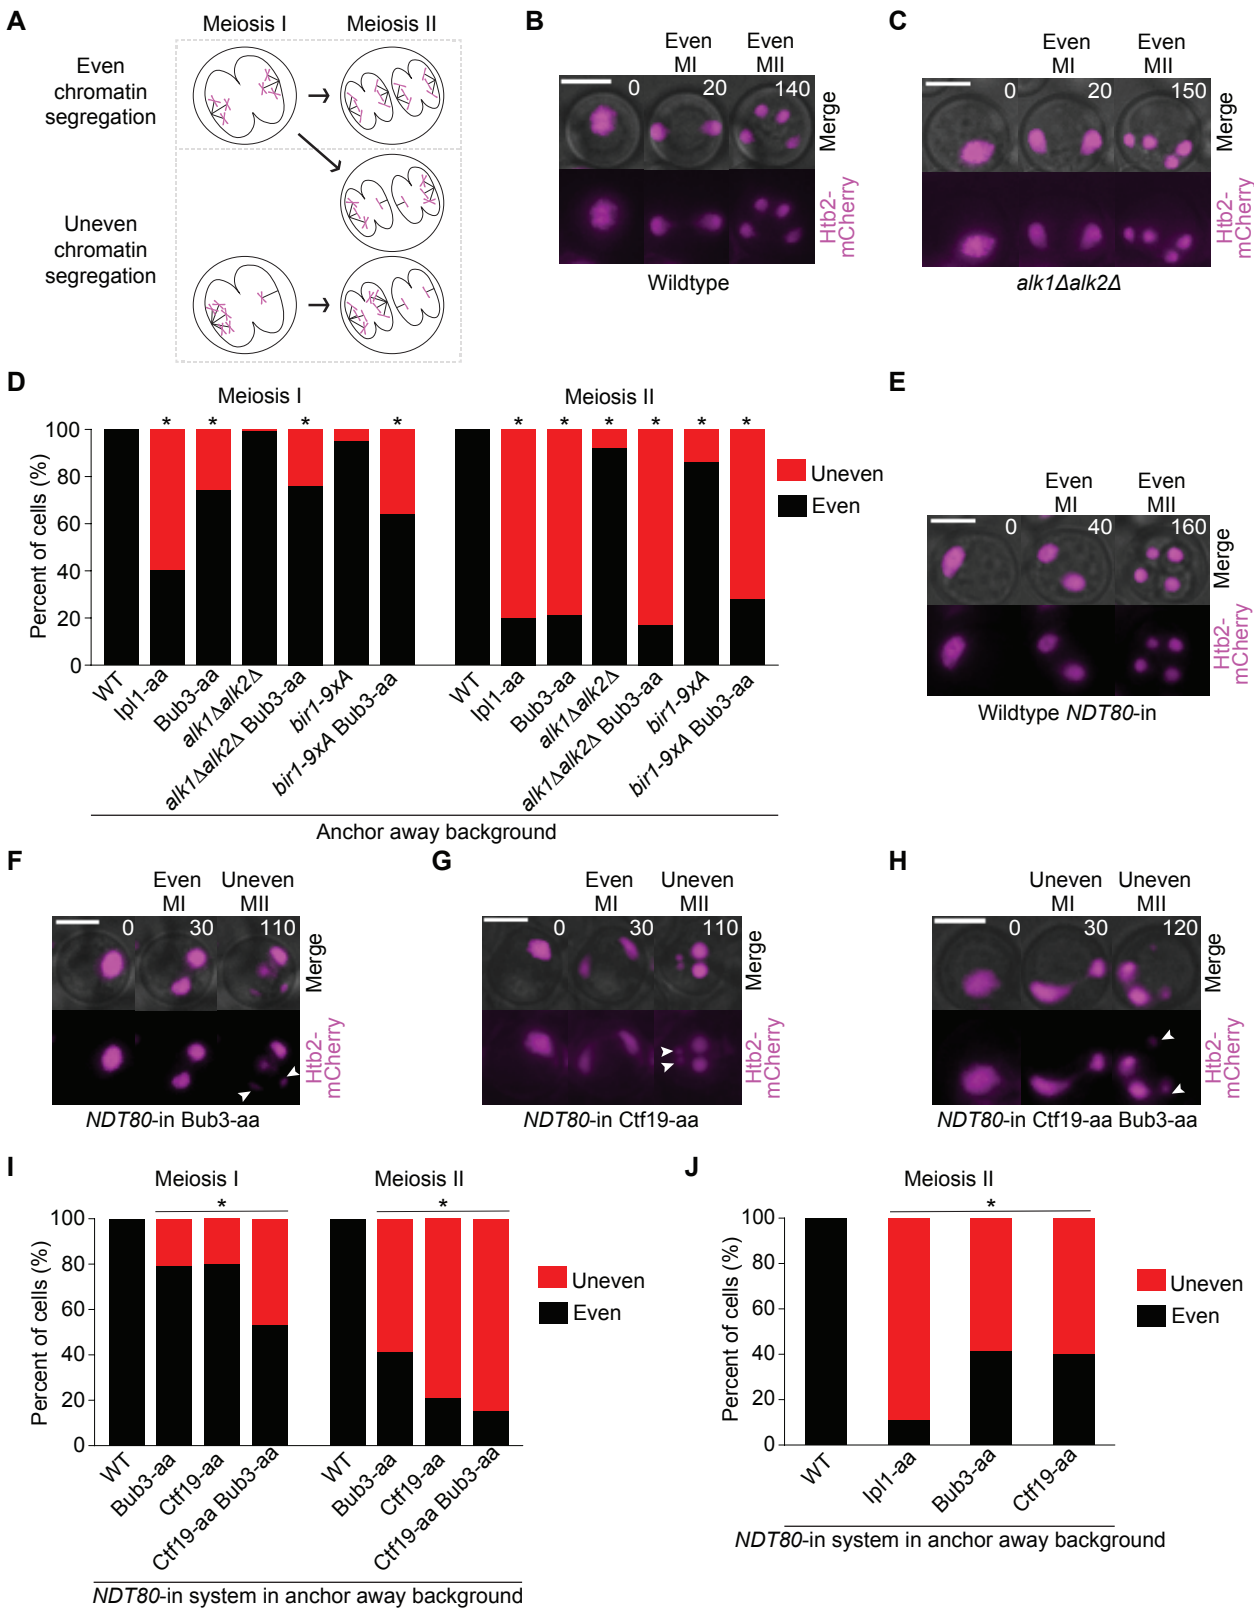 A
Meiosis I
Meiosis II
Even
chromatin
segregation
Uneven
chromatin
segregation
B
Even
MI
Even
MII
0
20
140
Merge
Htb2-
mCherry
Wildtype
C
Even
MI
Even
MII
0
20
150
Merge
Htb2-
mCherry
alk1Δalk2Δ
D
Meiosis I
Meiosis II
Percent of cells (%)
100
80
60
40
20
0
* * * *
* * * * * *
Uneven
Even
WT
Ipl1-aa
Bub3-aa
alk1Δalk2Δ
alk1Δalk2Δ Bub3-aa
bir1-9xA
bir1-9xA Bub3-aa
WT
Ipl1-aa
Bub3-aa
alk1Δalk2Δ
alk1Δalk2Δ Bub3-aa
bir1-9xA
bir1-9xA Bub3-aa
Anchor away background
E
Even
MI
Even
MII
0
40
160
Merge
Htb2-
mCherry
Wildtype NDT80-in
F
Even
MI
Uneven
MII
0
30
110
Merge
Htb2-
mCherry
NDT80-in Bub3-aa
G
Even
MI
Uneven
MII
0
30
110
Merge
Htb2-
mCherry
NDT80-in Ctf19-aa
H
Uneven
MI
Uneven
MII
0
30
120
Merge
Htb2-
mCherry
NDT80-in Ctf19-aa Bub3-aa
I
Meiosis I
Meiosis II
*
*
Percent of cells (%)
100
80
60
40
20
0
Uneven
Even
WT
Bub3-aa
Ctf19-aa
Ctf19-aa Bub3-aa
WT
Bub3-aa
Ctf19-aa
Ctf19-aa Bub3-aa
NDT80-in system in anchor away background
J
Meiosis II
*
Percent of cells (%)
100
80
60
40
20
0
Uneven
Even
WT
Ipl1-aa
Bub3-aa
Ctf19-aa
NDT80-in system in anchor away background